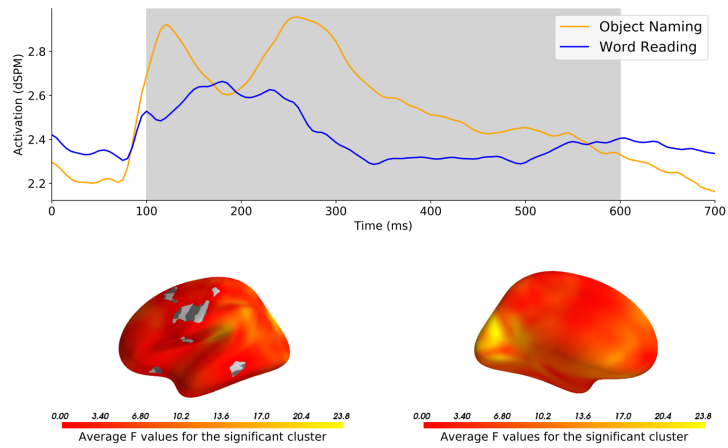 Object Naming
Word Reading
Activation (dSPM)
2.8
2.6
2.4
2.2
0 100 200 300 400 500 600 700
Time (ms)
0.00 3.40 6.80 10.2 13.6 17.0 20.4 23.8
Average F values for the significant cluster
0.00 3.40 6.80 10.2 13.6 17.0 20.4 23.8
Average F values for the significant cluster